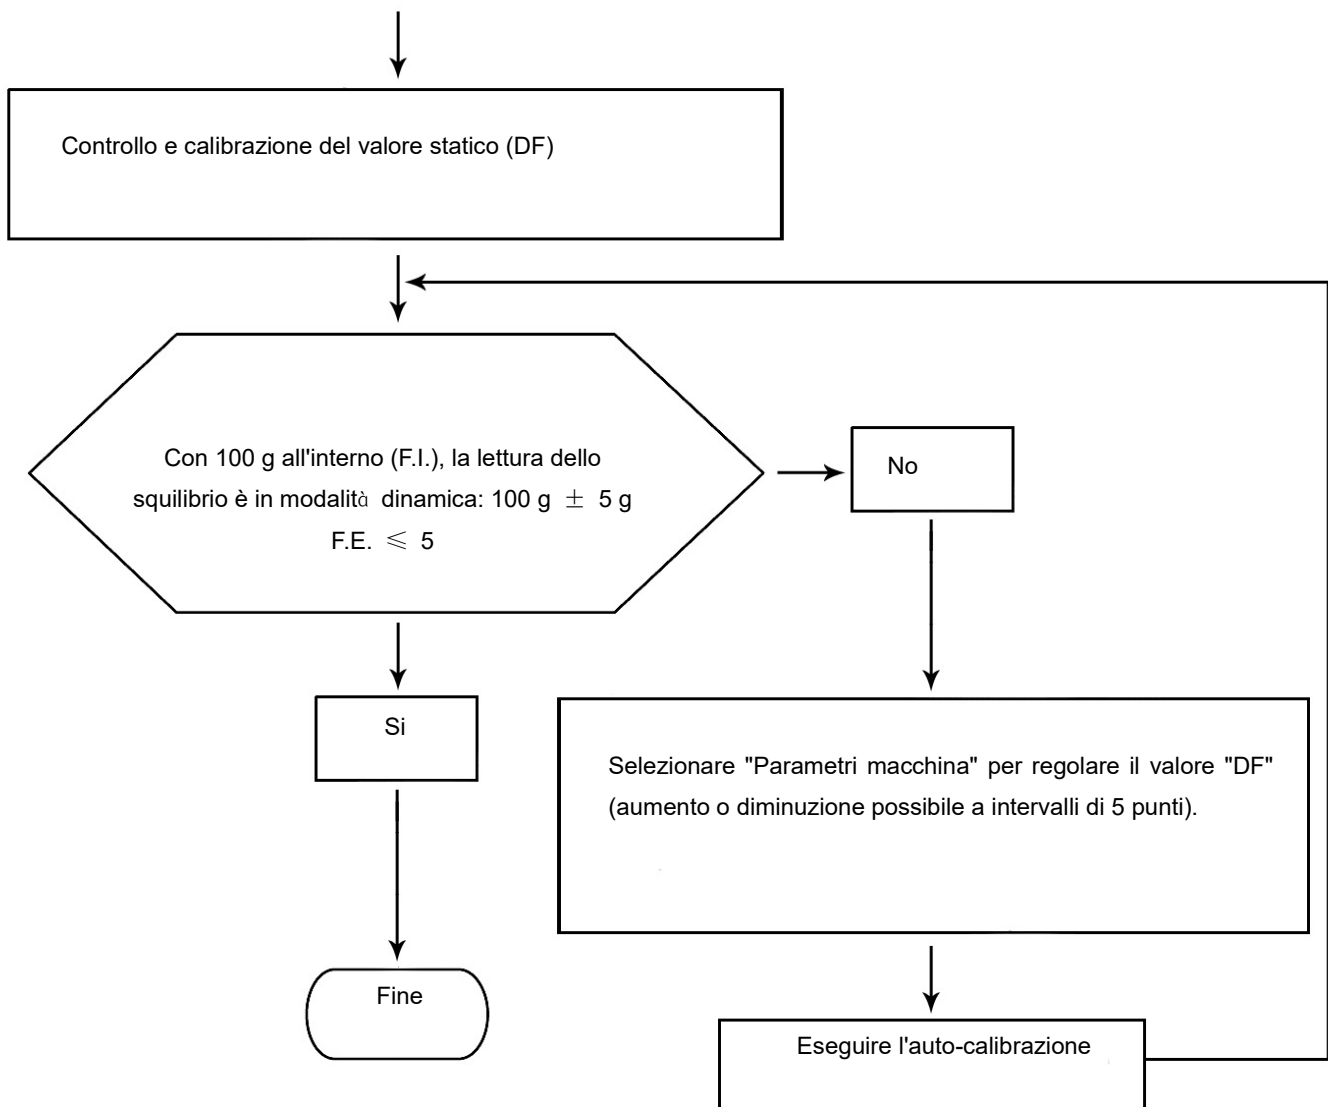 Controllo e calibrazione del valore statico (DF)
Con 100 g all'interno (F.I.), la lettura dello
squilibrio è in modalità dinamica: 100 g ± 5 g
F.E. ≤ 5
No
Si
Selezionare "Parametri macchina" per regolare il valore "DF"
(aumento o diminuzione possibile a intervalli di 5 punti).
Fine
Eseguire l'auto-calibrazione